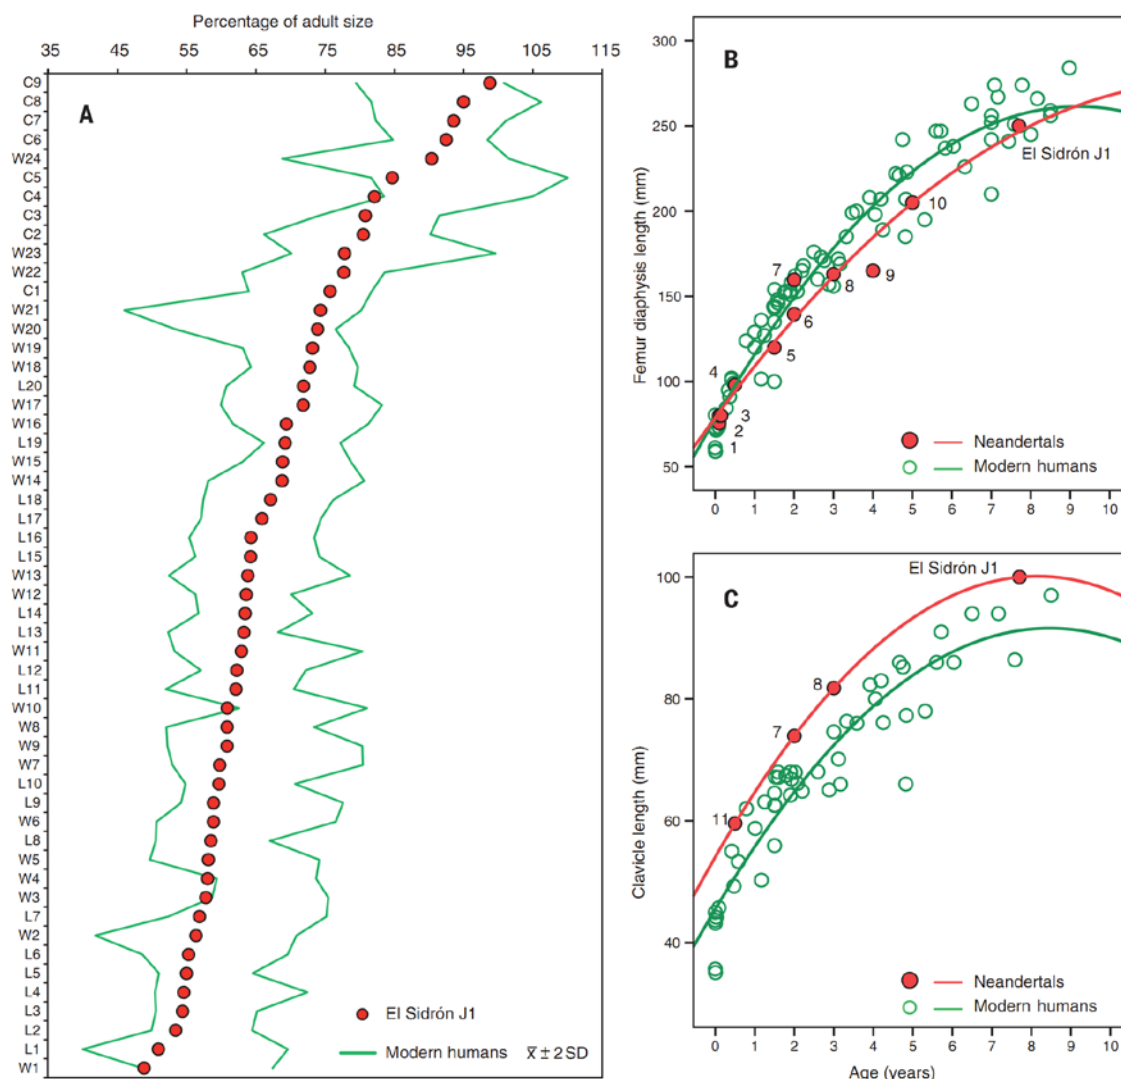 Percentage of adult size
35 45 55 65 75 85 95 105 115
A
C9
C8
C7
C6
W24
C5
C4
C3
C2
W23
W22
C1
W21
W20
W19
W18
L20
W17
W16
L19
W15
W14
L18
L17
L16
L15
W13
W12
L14
L13
W11
L12
L11
W10
W8
W9
W7
L10
L9
W6
L8
W5
W4
W3
L7
W2
L6
L5
L4
L3
L2
L1
W1
El Sidrón J1
Modern humans x̄ ± 2 SD
B
Femur diaphysis length (mm)
300
250
200
150
100
50
El Sidrón J1
10
9
8
7
6
5
4
3
2
1
Neandertals
Modern humans
0 1 2 3 4 5 6 7 8 9 10
C
Clavicle length (mm)
100
80
60
40
El Sidrón J1
8
7
11
Neandertals
Modern humans
0 1 2 3 4 5 6 7 8 9 10
Age (years)